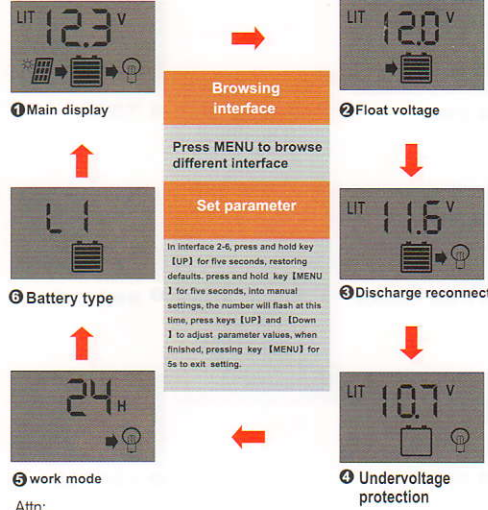 LIT 12.3 V
❶Main display
LIT 12.0 V
❷Float voltage
Browsing
interface
Press MENU to browse
different interface
Set parameter
In interface 2-6, press and hold key
【UP】for five seconds, restoring
defaults. press and hold key【MENU
】for five seconds, into manual
settings, the number will flash at this
time, press keys【UP】and【Down
】to adjust parameter values, when
finished, pressing key【MENU】for
5s to exit setting.
LIT 11.6 V
❸Discharge reconnect
LIT 10.7 V
❹ Undervoltage
protection
24 H
❺work mode
L1
❻Battery type
Attn: